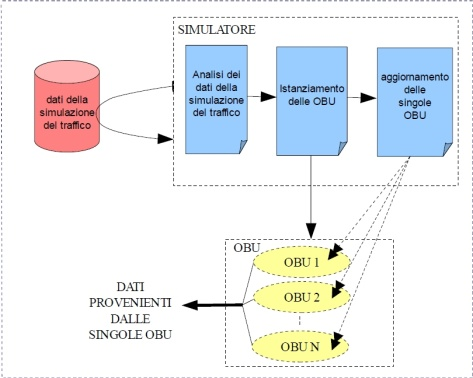 SIMULATORE
dati della
simulazione
del traffico
Analisi dei
dati della
simulazione
del traffico
Istanziamento
delle OBU
aggiornamento
delle
singole
OBU
OBU
OBU 1
OBU 2
OBU N
DATI
PROVENIENTI
DALLE
SINGOLE OBU